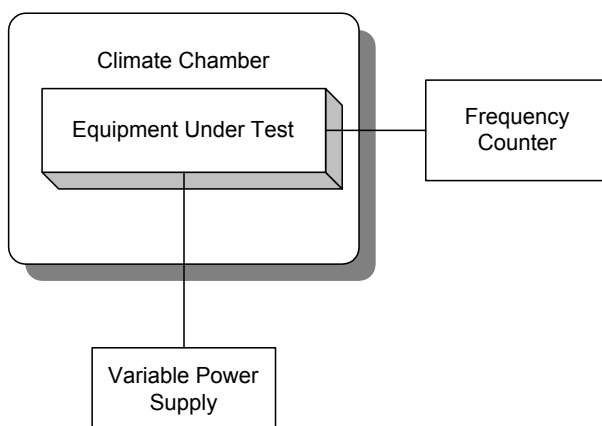 Climate Chamber
Equipment Under Test
Frequency
Counter
Variable Power
Supply